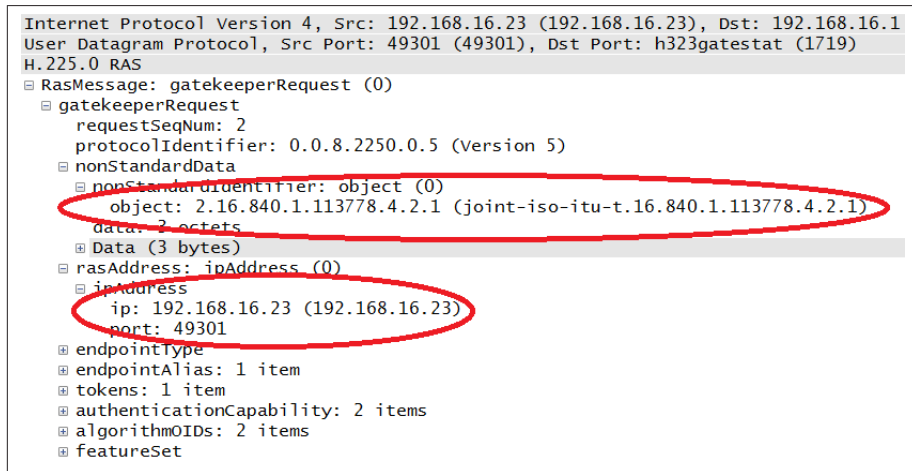 Internet Protocol Version 4, Src: 192.168.16.23 (192.168.16.23), Dst: 192.168.16.1
User Datagram Protocol, Src Port: 49301 (49301), Dst Port: h323gatestat (1719)
H.225.0 RAS
RasMessage: gatekeeperRequest (0)
gatekeeperRequest
requestSeqNum: 2
protocolIdentifier: 0.0.8.2250.0.5 (Version 5)
nonStandardData
nonStandardIdentifier: object (0)
object: 2.16.840.1.113778.4.2.1 (joint-iso-itu-t.16.840.1.113778.4.2.1)
data: 3 octets
Data (3 bytes)
rasAddress: ipAddress (0)
ipAddress
ip: 192.168.16.23 (192.168.16.23)
port: 49301
endpointType
endpointAlias: 1 item
tokens: 1 item
authenticationCapability: 2 items
algorithmOIDs: 2 items
featureSet